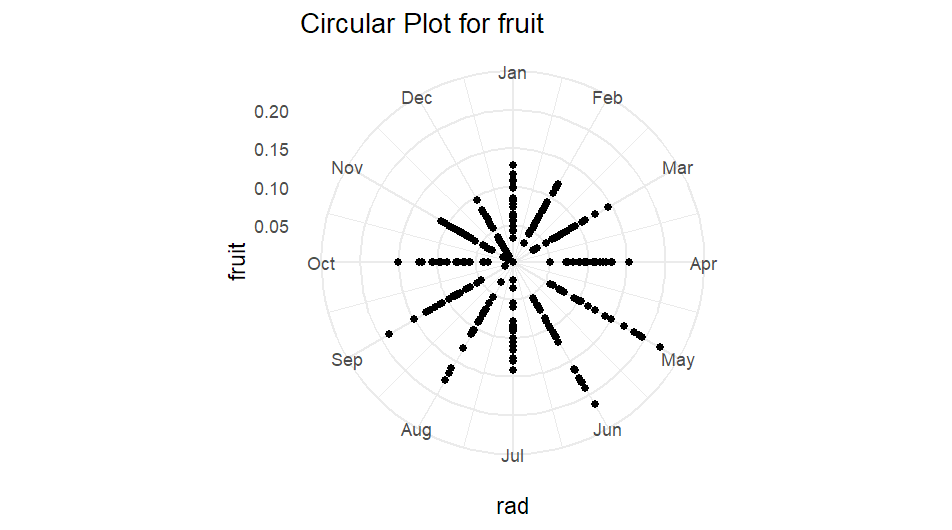 Circular Plot for fruit
Jan
Dec
Feb
0.20
0.15
Nov
Mar
0.10
0.05
fruit
Oct
Apr
Sep
May
Aug
Jun
Jul
rad